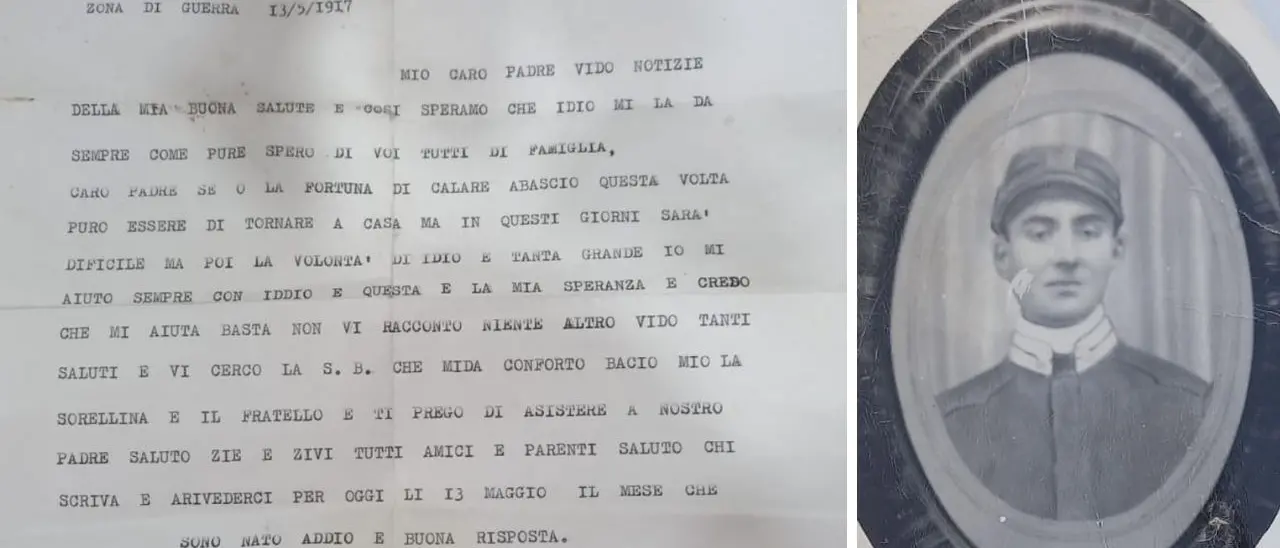 ZONA DI GUERRA 13/5/1917
MIO CARO PADRE VIDO NOTIZIE
DELLA MIA BUONA SALUTE E COSI SPERAMO CHE IDIO MI LA DA
SEMPRE COME PURE SPERO DI VOI TUTTI DI FAMIGLIA,
CARO PADRE SE O LA FORTUNA DI CALARE ABASCIO QUESTA VOLTA
PURO ESSERE DI TORNARE A CASA MA IN QUESTI GIORNI SARA'
DIFICILE MA POI LA VOLONTA' DI IDIO E TANTA GRANDE IO MI
AIUTO SEMPRE CON IDDIO E QUESTA E LA MIA SPERANZA E CREDO
CHE MI AIUTA BASTA NON VI RACCONTO NIENTE ALTRO VIDO TANTI
SALUTI E VI CERCO LA S. B. CHE MIDA CONFORTO BACIO MIO LA
SORELLINA E IL FRATELLO E TI PREGO DI ASISTERE A NOSTRO
PADRE SALUTO ZIE E ZIVI TUTTI AMICI E PARENTI SALUTO CHI
SCRIVA E ARIVEDERCI PER OGGI LI 13 MAGGIO IL MESE CHE
SONO NATO ADDIO E BUONA RISPOSTA.